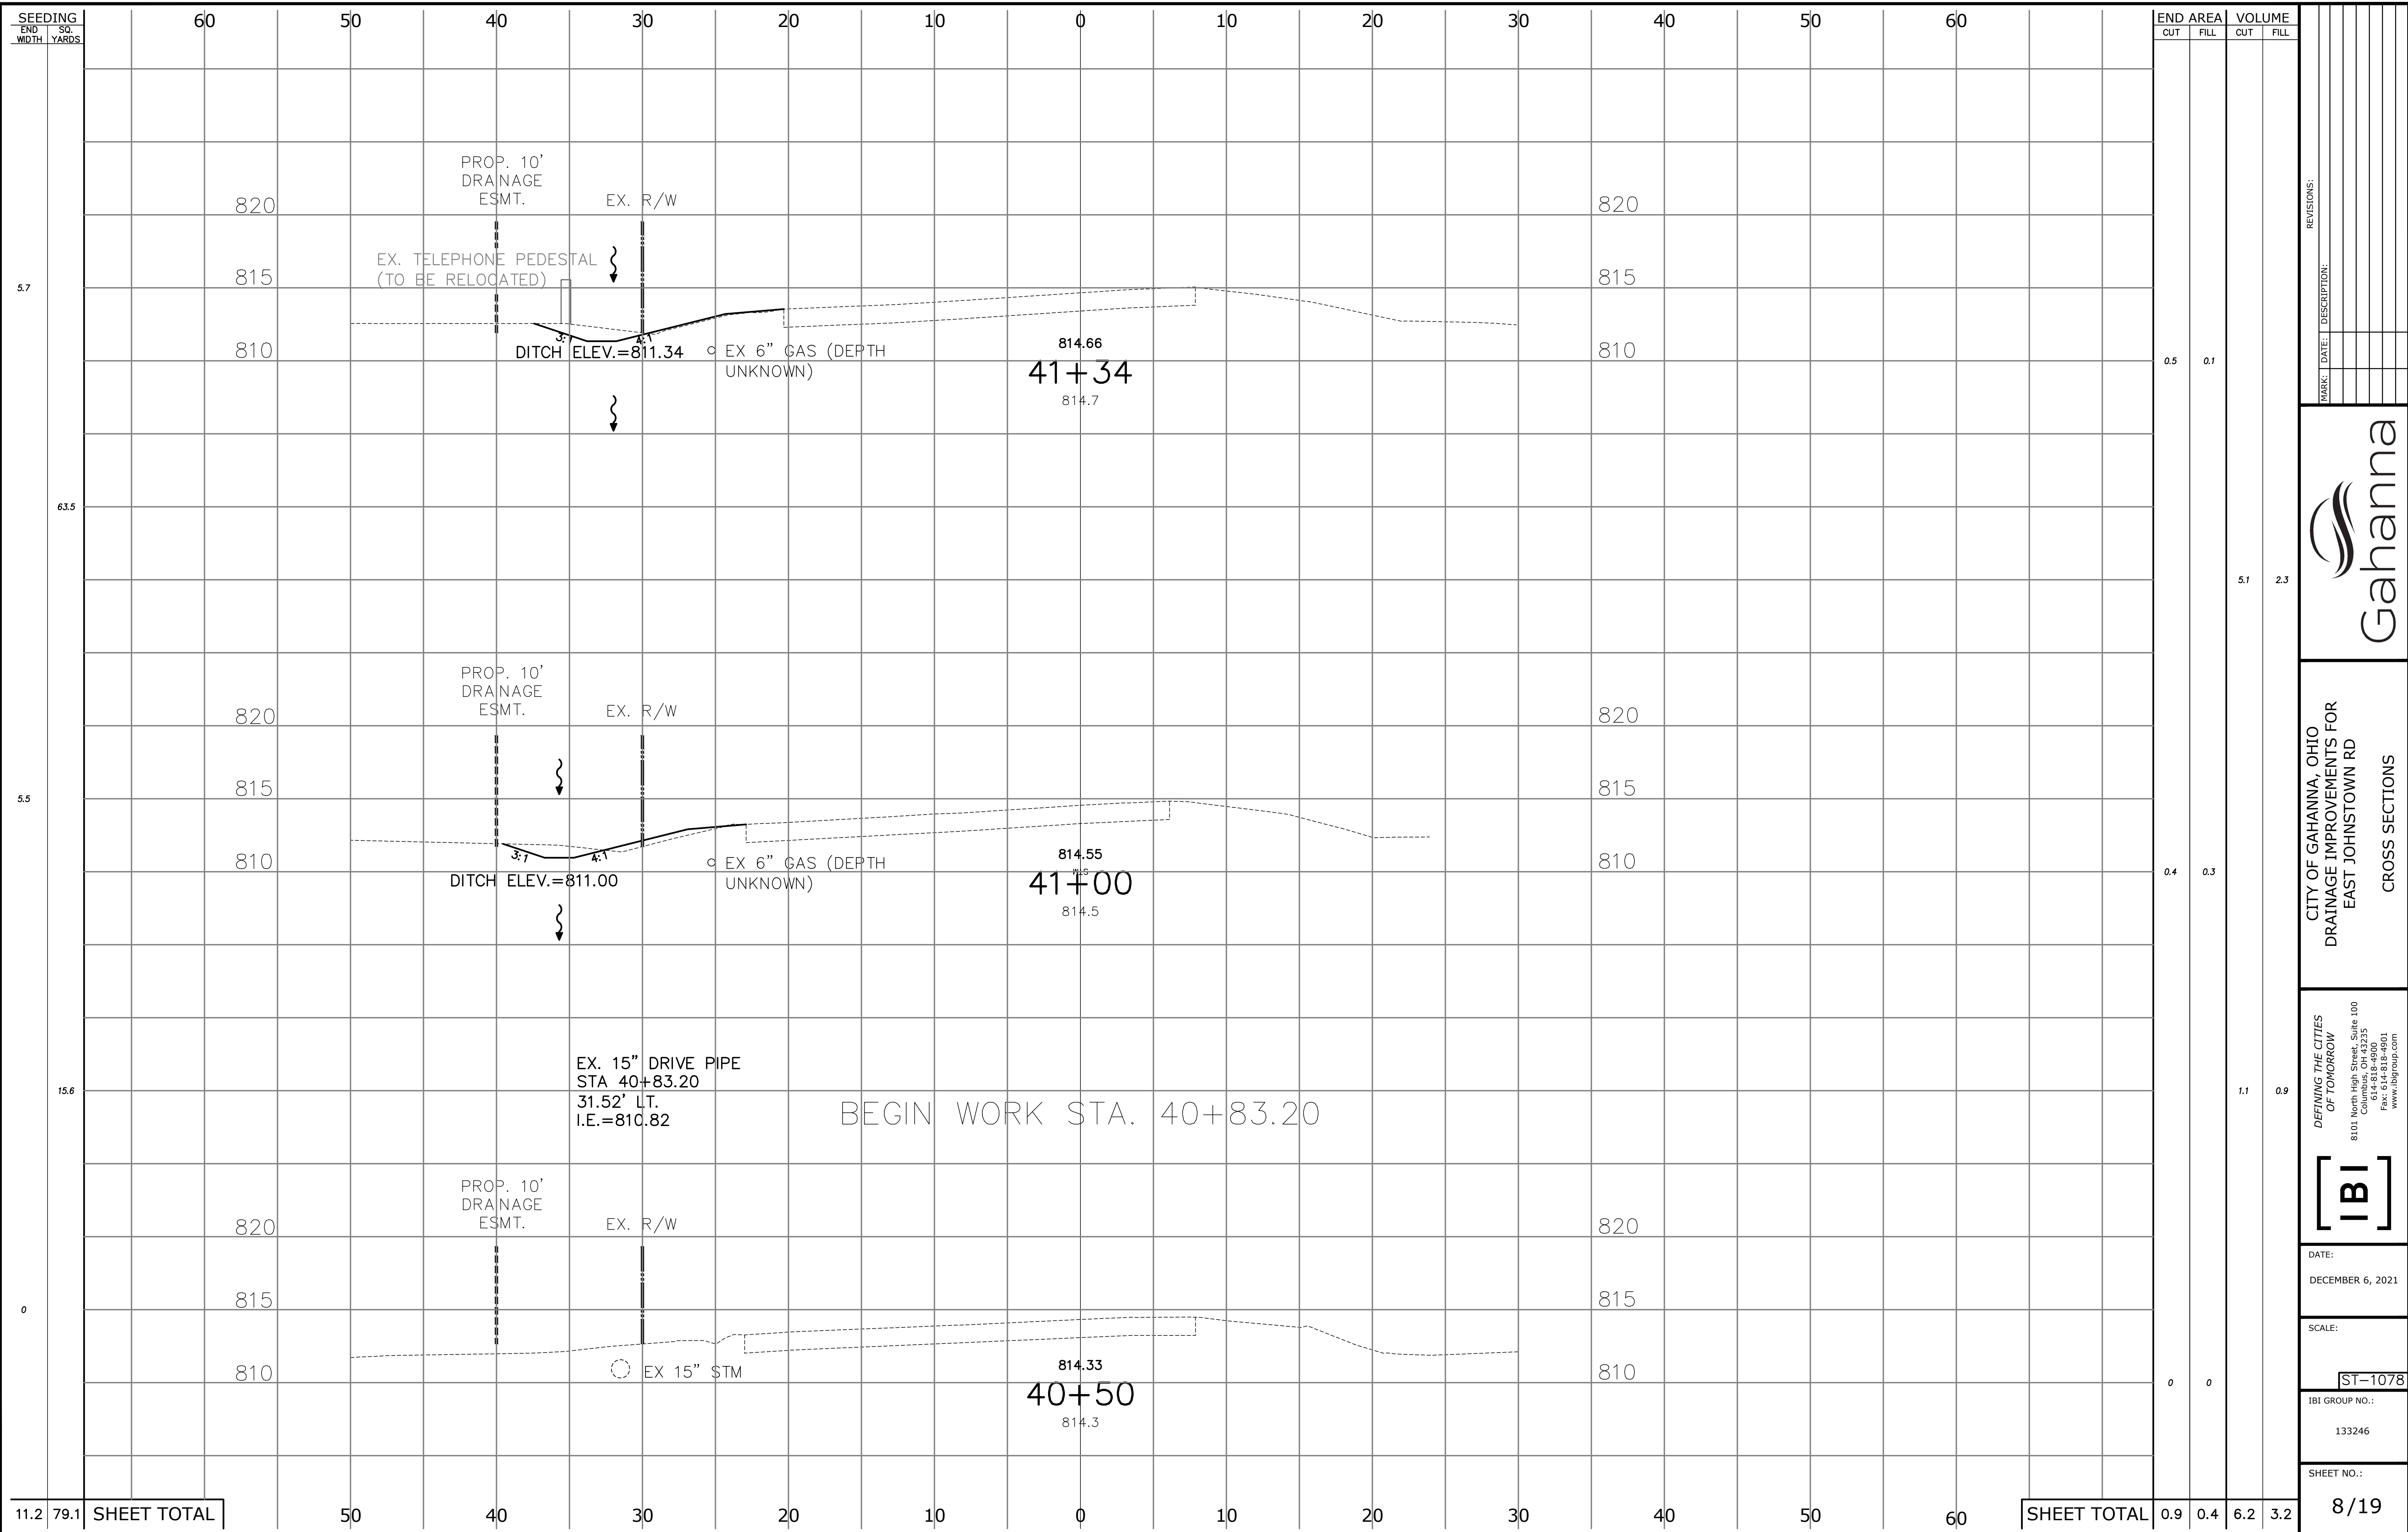 SEEDING
END WIDTH
SQ. YARDS
60 50 40 30 20 10 0 10 20 30 40 50 60
END AREA VOLUME
CUT FILL CUT FILL
PROP. 10'
DRAINAGE
ESMT.
EX. R/W
820 820
EX. TELEPHONE PEDESTAL
(TO BE RELOCATED)
5.7
815 815
3:1
4:1
DITCH ELEV.=811.34
EX 6" GAS (DEPTH
UNKNOWN)
810 810
814.66
41+34
814.7
0.5 0.1
63.5
5.1 2.3
PROP. 10'
DRAINAGE
ESMT.
EX. R/W
820 820
5.5
815 815
3:1
4:1
810 810
DITCH ELEV.=811.00
EX 6" GAS (DEPTH
UNKNOWN)
814.55
41+00
814.5
0.4 0.3
EX. 15" DRIVE PIPE
STA 40+83.20
31.52' LT.
I.E.=810.82
15.6
BEGIN WORK STA. 40+83.20
1.1 0.9
PROP. 10'
DRAINAGE
ESMT.
EX. R/W
820 820
0
815 815
810 810
EX 15" STM
814.33
40+50
814.3
0 0
11.2 79.1 SHEET TOTAL
50 40 30 20 10 0 10 20 30 40 50 60
SHEET TOTAL 0.9 0.4 6.2 3.2
REVISIONS:
MARK: DATE: DESCRIPTION:
Gahanna
CITY OF GAHANNA, OHIO
DRAINAGE IMPROVEMENTS FOR
EAST JOHNSTOWN RD
CROSS SECTIONS
DEFINING THE CITIES
OF TOMORROW
8101 North High Street, Suite 100
Columbus, OH 43235
614-818-4900
Fax: 614-818-4901
www.ibigroup.com
[IBI]
DATE:
DECEMBER 6, 2021
SCALE:
ST-1078
IBI GROUP NO.:
133246
SHEET NO.:
8/19